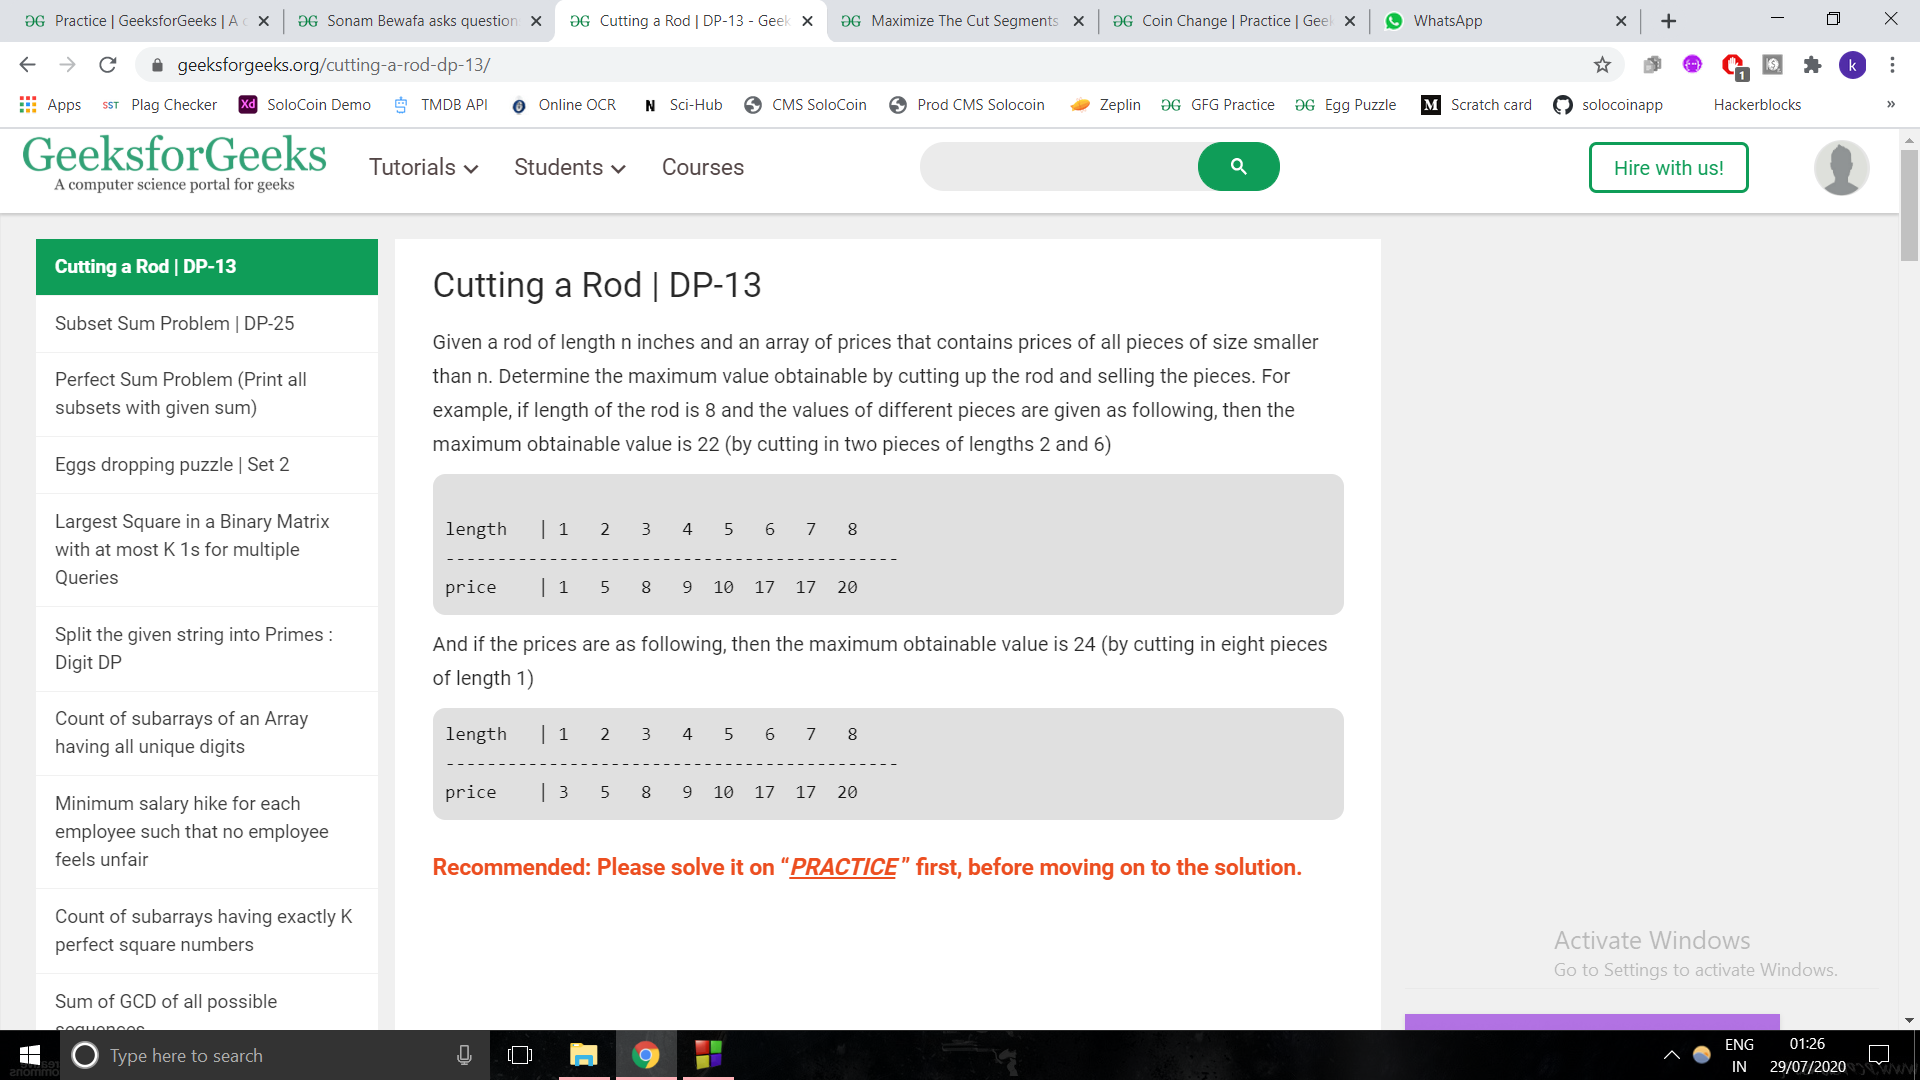 Practice | GeeksforGeeks | A c
Sonam Bewafa asks question
Cutting a Rod | DP-13 - Geek
Maximize The Cut Segments
Coin Change | Practice | Geek
WhatsApp
geeksforgeeks.org/cutting-a-rod-dp-13/
1
k
Apps
SST Plag Checker
Xd SoloCoin Demo
TMDB API
Online OCR
N Sci-Hub
CMS SoloCoin
Prod CMS Solocoin
Zeplin
GFG Practice
Egg Puzzle
M Scratch card
solocoinapp
Hackerblocks
»
GeeksforGeeks
A computer science portal for geeks
Tutorials
Students
Courses
Hire with us!
Cutting a Rod | DP-13
Subset Sum Problem | DP-25
Perfect Sum Problem (Print all
subsets with given sum)
Eggs dropping puzzle | Set 2
Largest Square in a Binary Matrix
with at most K 1s for multiple
Queries
Split the given string into Primes :
Digit DP
Count of subarrays of an Array
having all unique digits
Minimum salary hike for each
employee such that no employee
feels unfair
Count of subarrays having exactly K
perfect square numbers
Sum of GCD of all possible
sequences
Cutting a Rod | DP-13
Given a rod of length n inches and an array of prices that contains prices of all pieces of size smaller
than n. Determine the maximum value obtainable by cutting up the rod and selling the pieces. For
example, if length of the rod is 8 and the values of different pieces are given as following, then the
maximum obtainable value is 22 (by cutting in two pieces of lengths 2 and 6)
length | 1 2 3 4 5 6 7 8
--------------------------------------------
price | 1 5 8 9 10 17 17 20
And if the prices are as following, then the maximum obtainable value is 24 (by cutting in eight pieces
of length 1)
length | 1 2 3 4 5 6 7 8
--------------------------------------------
price | 3 5 8 9 10 17 17 20
Recommended: Please solve it on “PRACTICE” first, before moving on to the solution.
Activate Windows
Go to Settings to activate Windows.
Type here to search
ENG
IN
01:26
29/07/2020